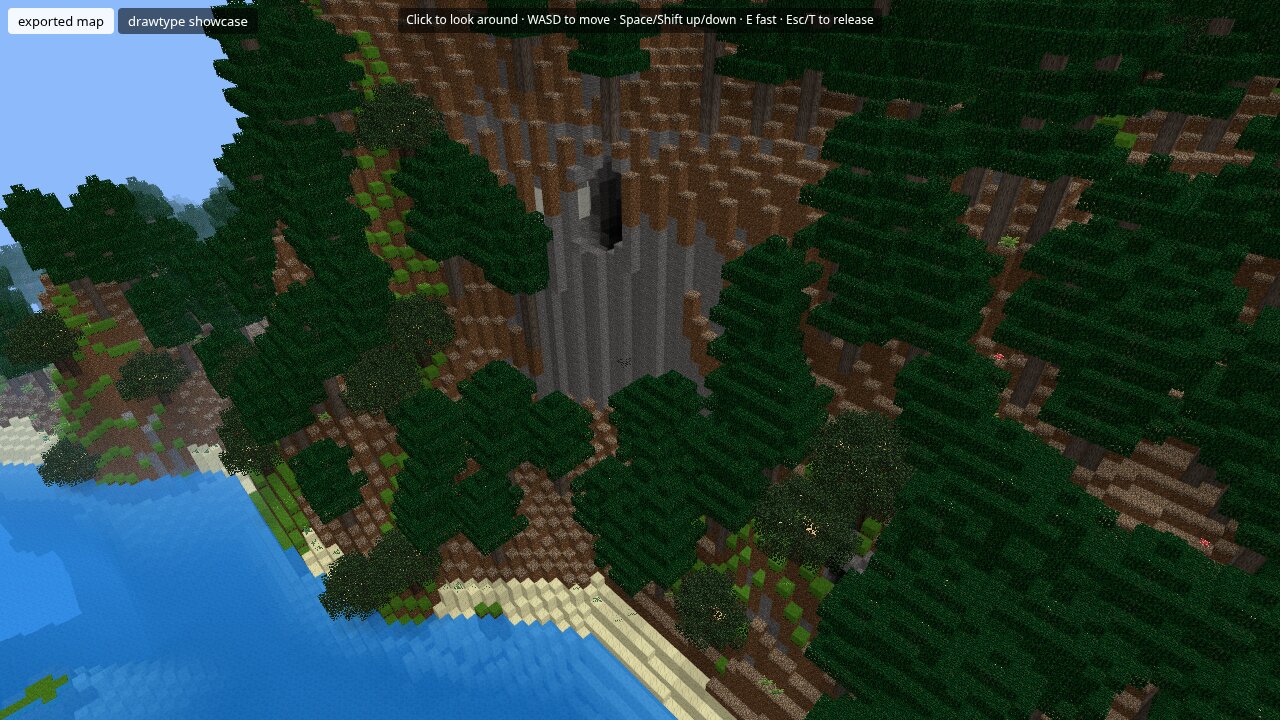 exported map
drawtype showcase
Click to look around · WASD to move · Space/Shift up/down · E fast · Esc/T to release